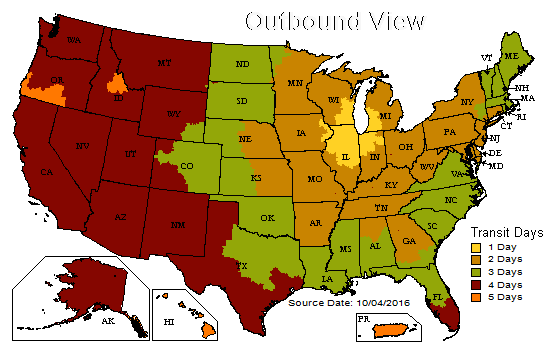 Outbound View
WA
MT
ND
MN
VT
ME
OR
ID
SD
WI
MI
NY
NH
MA
WY
RI
CT
IA
PA
NJ
NE
NV
UT
CO
IL
IN
OH
DE
MD
WV
VA
CA
KS
MO
KY
NC
TN
AZ
NM
OK
AR
SC
MS
AL
GA
TX
LA
FL
AK
HI
PR
Transit Days
1 Day
2 Days
3 Days
4 Days
5 Days
Source Date: 10/04/2016